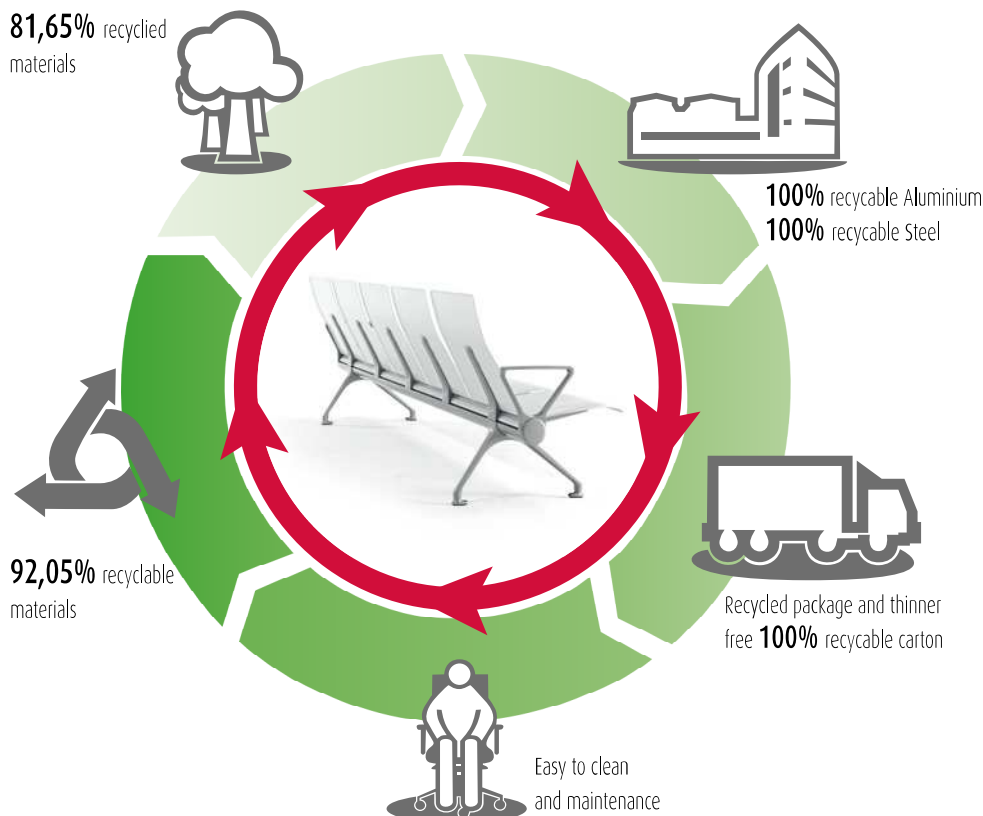 81,65% recyclied
materials
100% recycable Aluminium
100% recycable Steel
Recycled package and thinner
free 100% recycable carton
Easy to clean
and maintenance
92,05% recyclable
materials